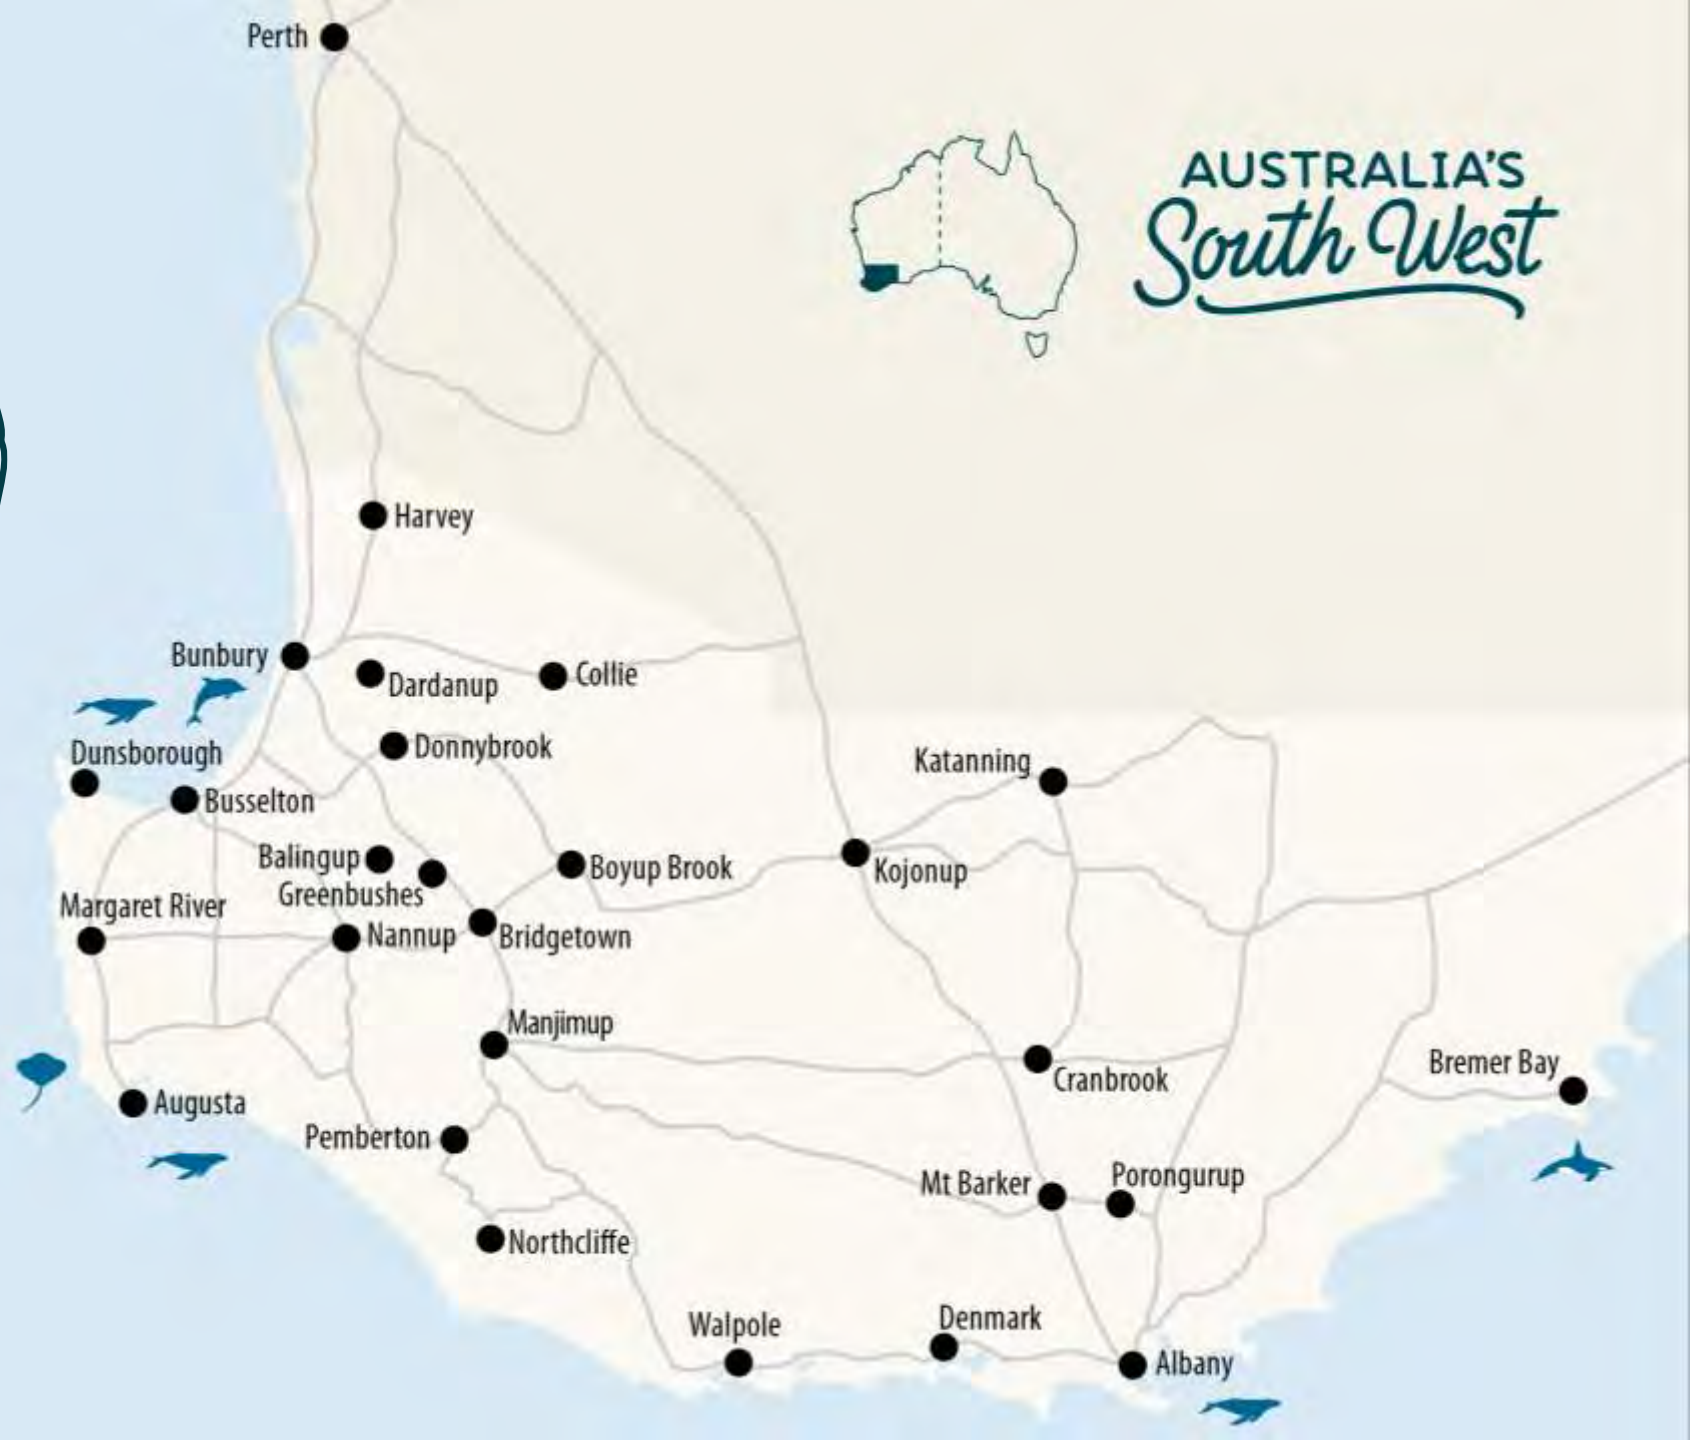 Perth
AUSTRALIA'S
South West
Harvey
Bunbury
Dardanup
Collie
Donnybrook
Dunsborough
Busselton
Katanning
Balingup
Greenbushes
Boyup Brook
Kojonup
Margaret River
Nannup
Bridgetown
Manjimup
Cranbrook
Bremer Bay
Augusta
Pemberton
Mt Barker
Porongurup
Northcliffe
Walpole
Denmark
Albany